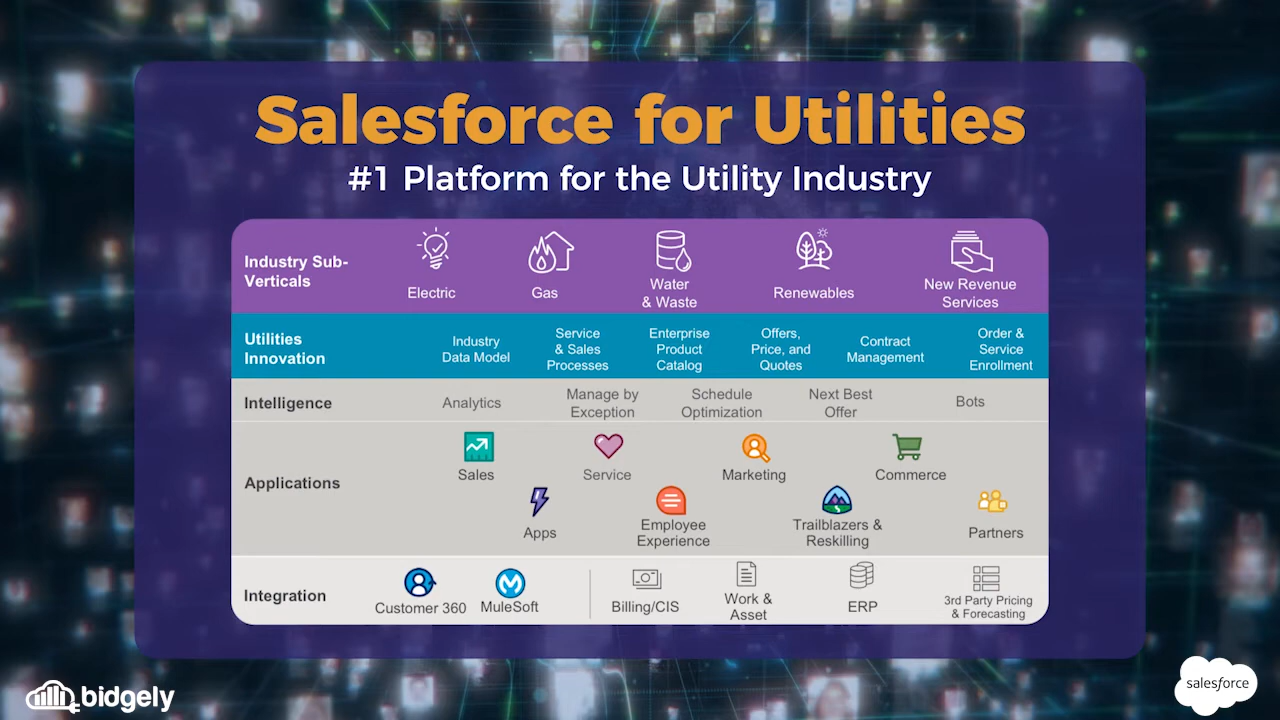 Salesforce for Utilities
#1 Platform for the Utility Industry
Industry Sub-
Verticals
Electric
Gas
Water
& Waste
Renewables
New Revenue
Services
Utilities
Innovation
Industry
Data Model
Service
& Sales
Processes
Enterprise
Product
Catalog
Offers,
Price, and
Quotes
Contract
Management
Order &
Service
Enrollment
Intelligence
Analytics
Manage by
Exception
Schedule
Optimization
Next Best
Offer
Bots
Applications
Sales
Service
Marketing
Commerce
Apps
Employee
Experience
Trailblazers &
Reskilling
Partners
Integration
Customer 360
MuleSoft
Billing/CIS
Work &
Asset
ERP
3rd Party Pricing
& Forecasting
bidgely
salesforce